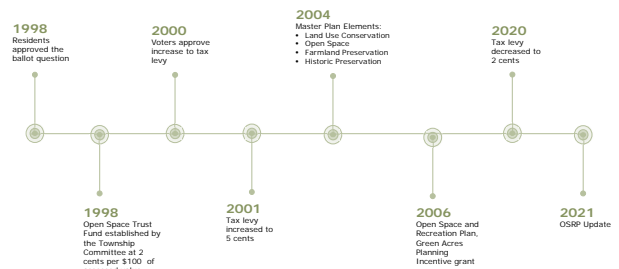 1998
Residents
approved the
ballot question
2000
Voters approve
increase to tax
levy
2004
Master Plan Elements:
• Land Use Conservation
• Open Space
• Farmland Preservation
• Historic Preservation
2020
Tax levy
decreased to
2 cents
1998
Open Space Trust
Fund established by
the Township
Committee at 2
cents per $100 of
2001
Tax levy
increased to
5 cents
2006
Open Space and
Recreation Plan,
Green Acres
Planning
Incentive grant
2021
OSRP Update